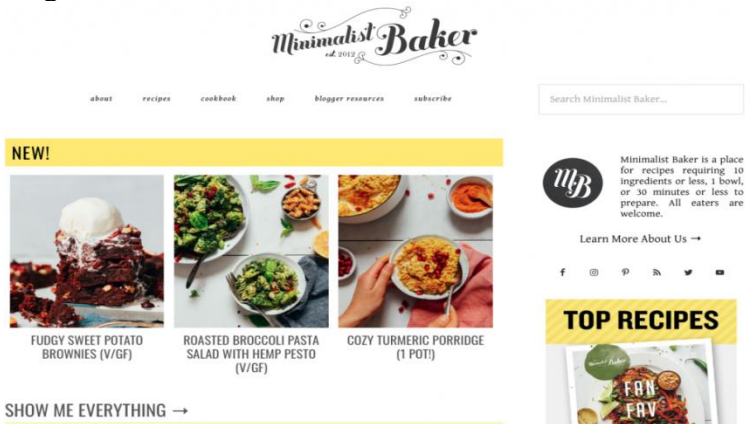 Minimalist Baker
est. 2012
about recipes cookbook shop blogger resources subscribe
Search Minimalist Baker...
NEW!
FUDGY SWEET POTATO
BROWNIES (V/GF)
ROASTED BROCCOLI PASTA
SALAD WITH HEMP PESTO
(V/GF)
COZY TURMERIC PORRIDGE
(1 POT!)
SHOW ME EVERYTHING →
MB
Minimalist Baker is a place
for recipes requiring 10
ingredients or less, 1 bowl,
or 30 minutes or less to
prepare. All eaters are
welcome.
Learn More About Us →
TOP RECIPES
Minimalist Baker
FAN
FAV